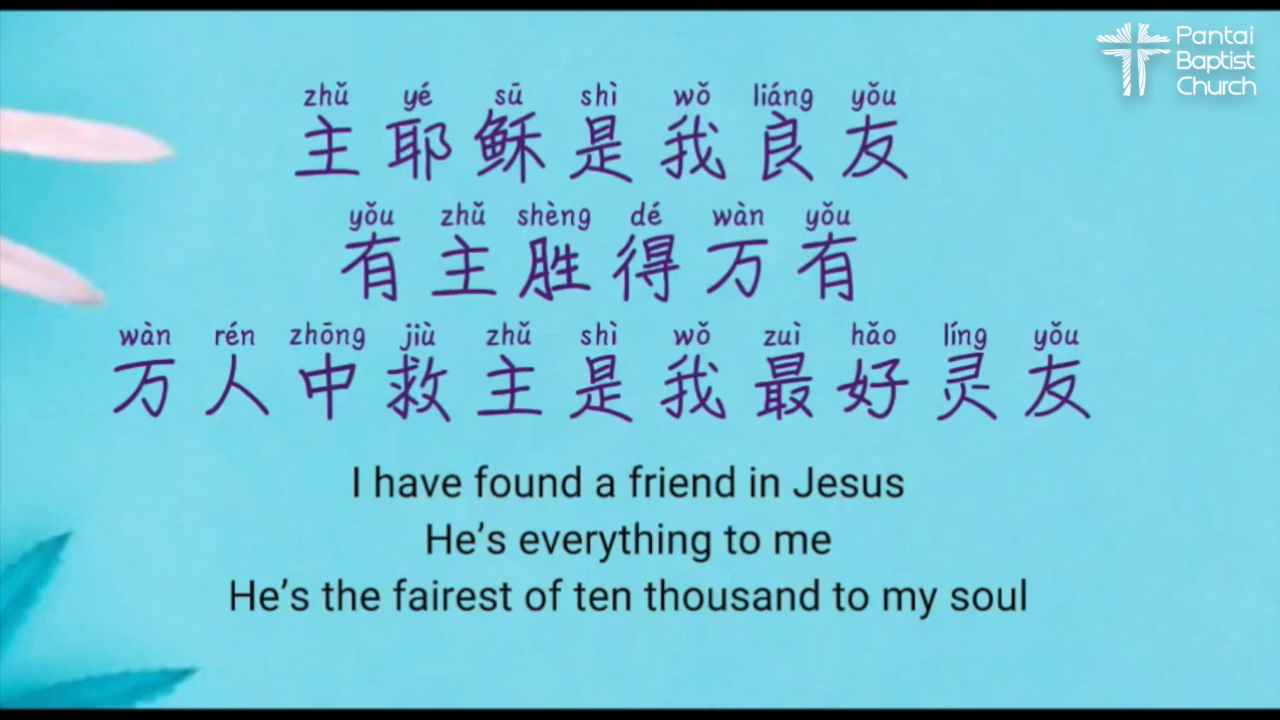 Pantai
Baptist
Church
zhǔ yé sū shì wǒ liáng yǒu
主耶稣是我良友
yǒu zhǔ shèng dé wàn yǒu
有主胜得万有
wàn rén zhōng jiù zhǔ shì wǒ zuì hǎo líng yǒu
万人中救主是我最好灵友
I have found a friend in Jesus
He’s everything to me
He’s the fairest of ten thousand to my soul